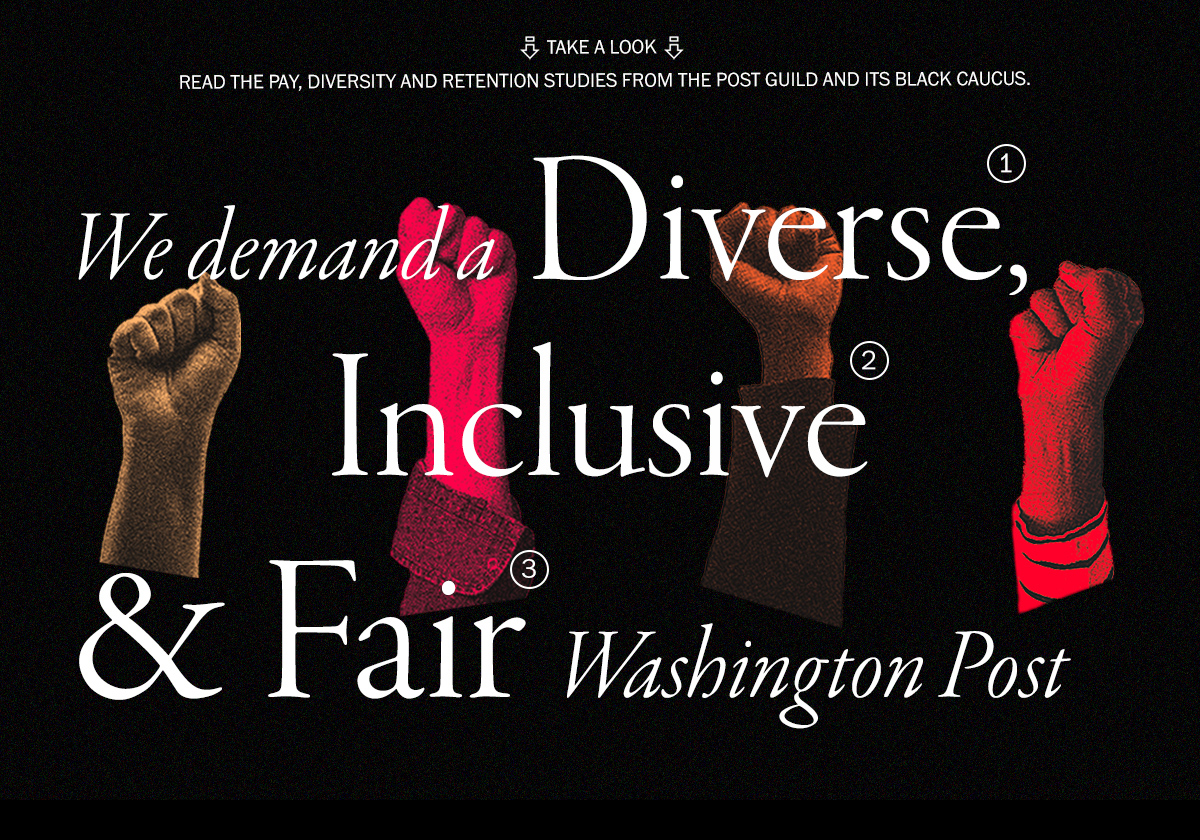 TAKE A LOOK
READ THE PAY, DIVERSITY AND RETENTION STUDIES FROM THE POST GUILD AND ITS BLACK CAUCUS.
We demand a Diverse, 1
Inclusive 2
& Fair 3 Washington Post